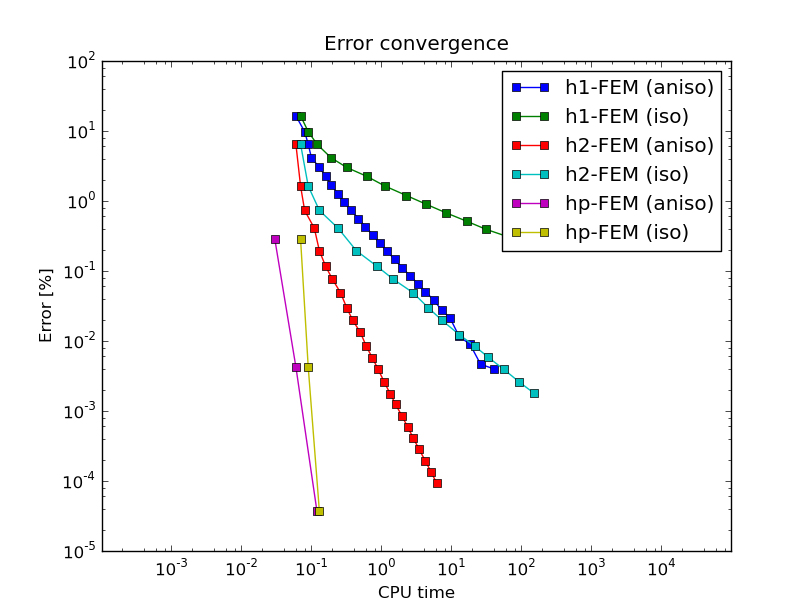 Error convergence
10^2
10^1
10^0
10^-1
10^-2
10^-3
10^-4
10^-5
Error [%]
h1-FEM (aniso)
h1-FEM (iso)
h2-FEM (aniso)
h2-FEM (iso)
hp-FEM (aniso)
hp-FEM (iso)
10^-3 10^-2 10^-1 10^0 10^1 10^2 10^3 10^4
CPU time